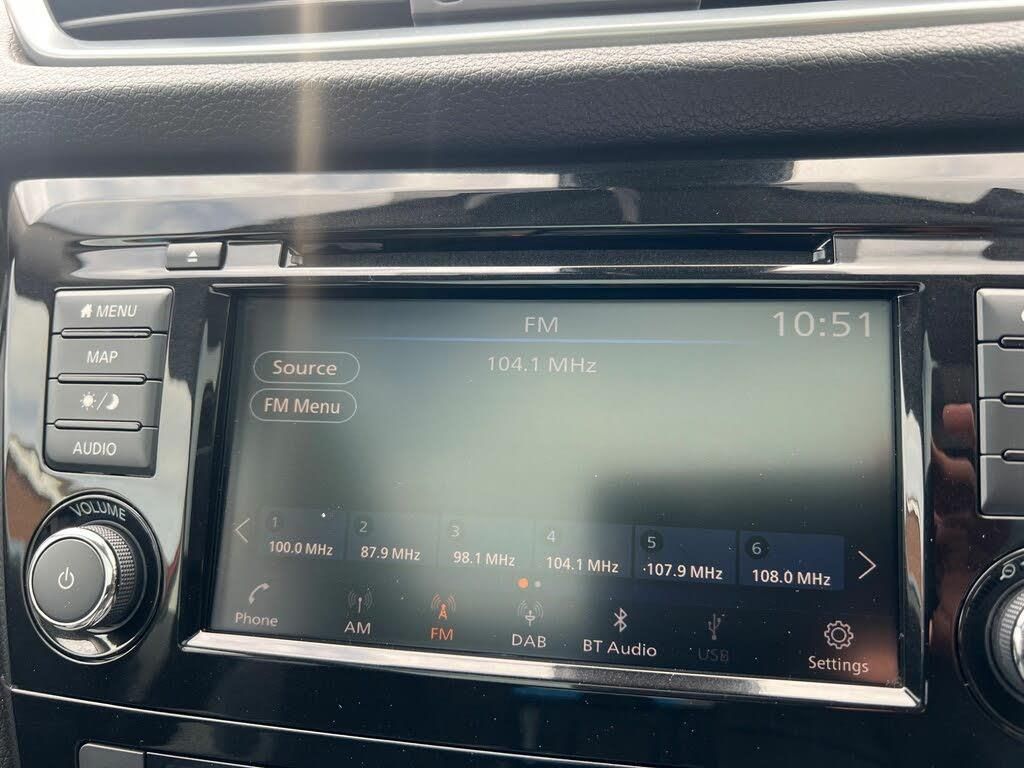 MENU
MAP
AUDIO
VOLUME
FM
10:51
104.1 MHz
Source
FM Menu
1
100.0 MHz
2
87.9 MHz
3
98.1 MHz
4
104.1 MHz
5
107.9 MHz
6
108.0 MHz
Phone
AM
FM
DAB
BT Audio
USB
Settings